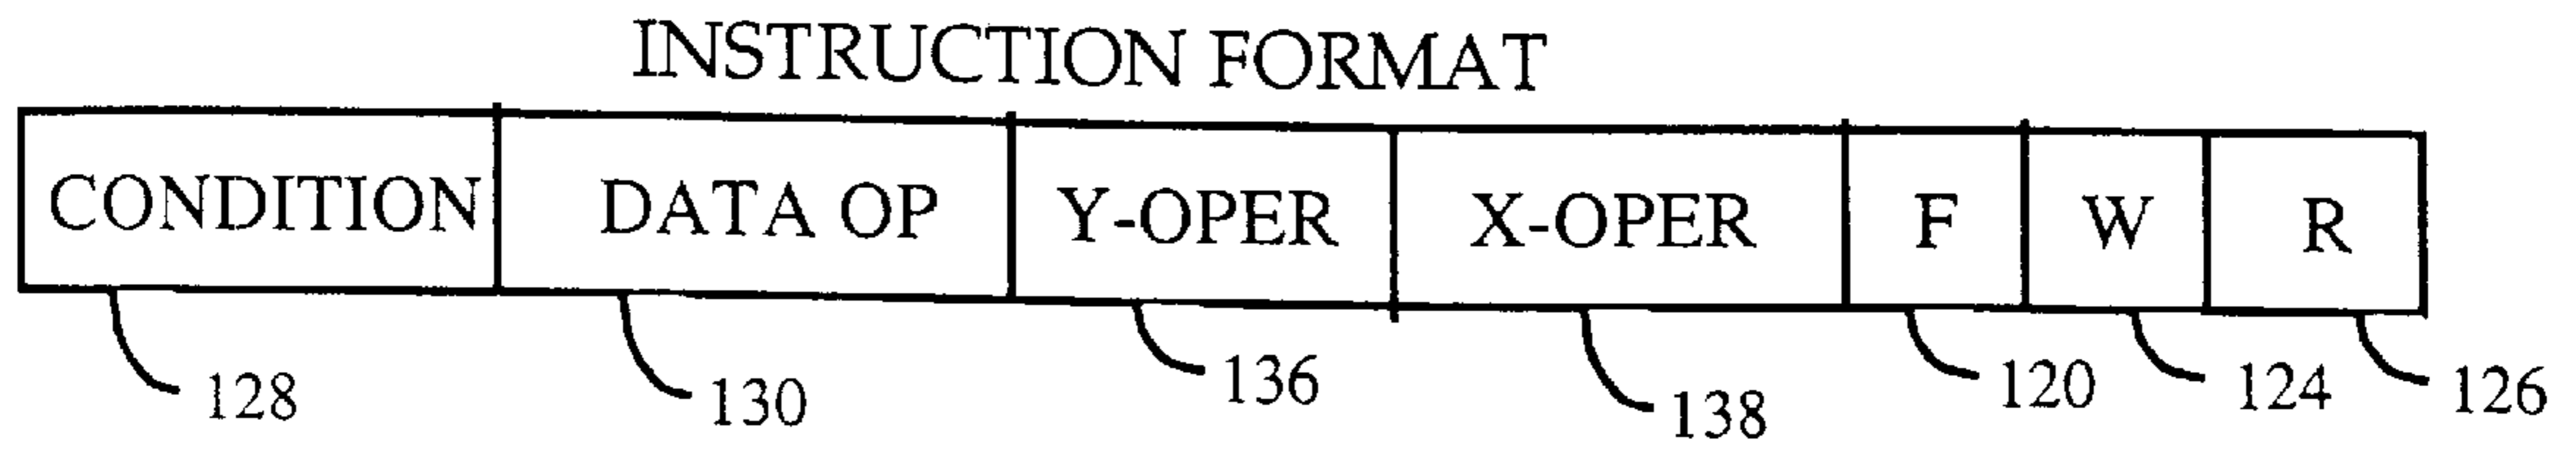 INSTRUCTION FORMAT
CONDITION DATA OP Y-OPER X-OPER F W R
128 130 136 138 120 124 126